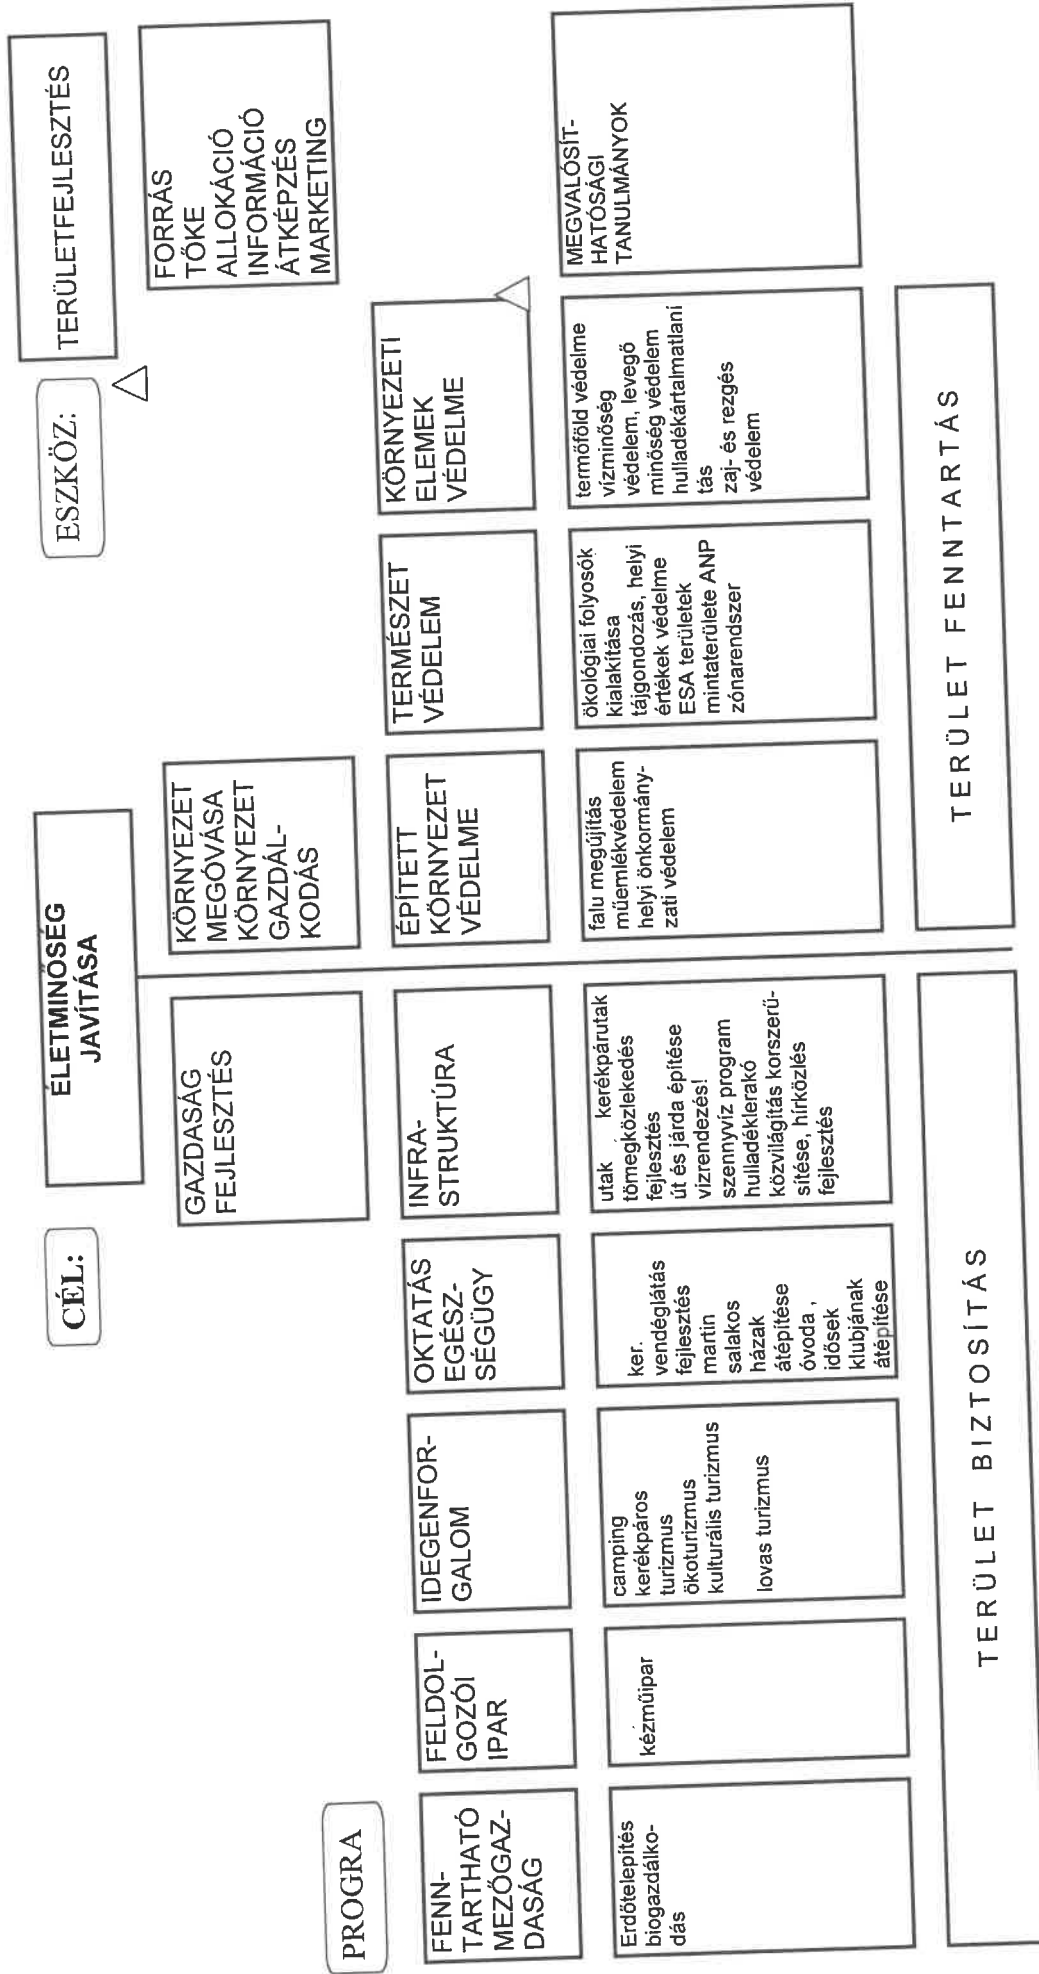 CÉL:
ÉLETMINŐSÉG
JAVÍTÁSA
ESZKÖZ:
TERÜLETFEJLESZTÉS
GAZDASÁG
FEJLESZTÉS
KÖRNYEZET
MEGÓVÁSA
KÖRNYEZET
GAZDÁL-
KODÁS
FORRÁS
TŐKE
ALLOKÁCIÓ
INFORMÁCIÓ
ÁTKÉPZÉS
MARKETING
PROGRA
FENN-
TARTHATÓ
MEZŐGAZ-
DASÁG
FELDOL-
GOZÓI
IPAR
IDEGENFOR-
GALOM
OKTATÁS
EGÉSZ-
SÉGÜGY
INFRA-
STRUKTÚRA
ÉPÍTETT
KÖRNYEZET
VÉDELME
TERMÉSZET
VÉDELEM
KÖRNYEZETI
ELEMEK
VÉDELME
Erdőtelepítés
biogazdálko-
dás
kézműipar
camping
kerékpáros
turizmus
ökoturizmus
kulturális turizmus
lovas turizmus
ker.
vendéglátás
fejlesztés
martin
salakos
házak
átépítése
óvoda ,
idősek
klubjának
átépítése
utak kerékpárutak
tömegközlekedés
fejlesztés
út és járda építése
vízrendezés!
szennyvíz program
hulladéklerakó
közvilágítás korszerű-
sítése, hírközlés
fejlesztés
falu megújítás
műemlékvédelem
helyi önkormány-
zati védelem
ökológiai folyosók
kialakítása
tájgondozás, helyi
értékek védelme
ESA területek
mintaterülete ANP
zónarendszer
termőföld védelme
vízminőség
védelem, levegő
minőség védelem
hulladékártalmatlaní
tás
zaj- és rezgés
védelem
MEGVALÓSÍT-
HATÓSÁGI
TANULMÁNYOK
TERÜLET BIZTOSÍTÁS
TERÜLET FENNTARTÁS